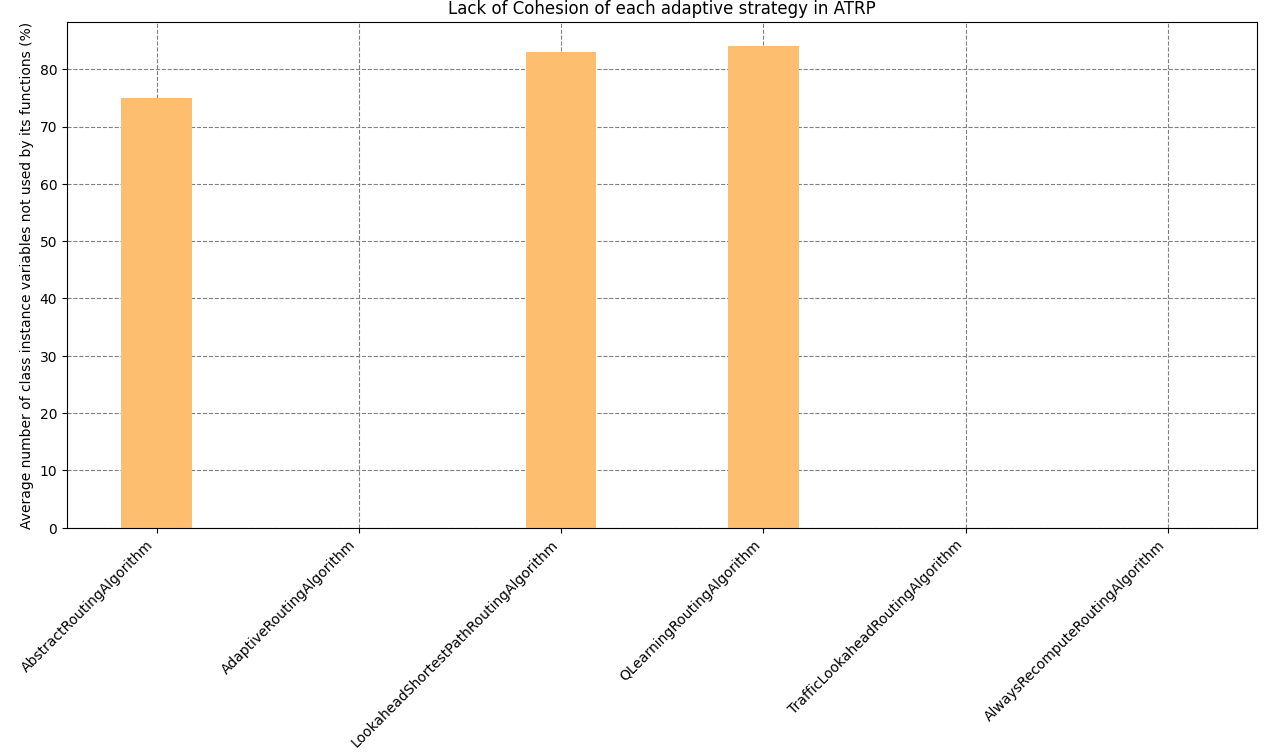 Lack of Cohesion of each adaptive strategy in ATRP
Average number of class instance variables not used by its functions (%)
80
70
60
50
40
30
20
10
0
AbstractRoutingAlgorithm
AdaptiveRoutingAlgorithm
LookaheadShortestPathRoutingAlgorithm
QLearningRoutingAlgorithm
TrafficLookaheadRoutingAlgorithm
AlwaysRecomputeRoutingAlgorithm